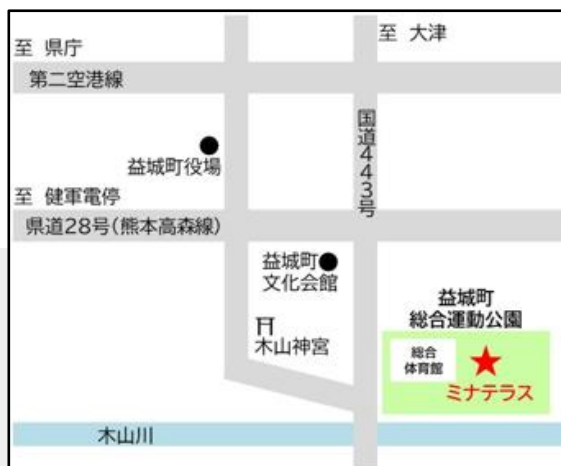 至 大津
至 県庁
第二空港線
国道443号
益城町役場
至 健軍電停
県道28号(熊本高森線)
益城町
文化会館
益城町
総合運動公園
木山神宮
総合
体育館
ミナテラス
木山川